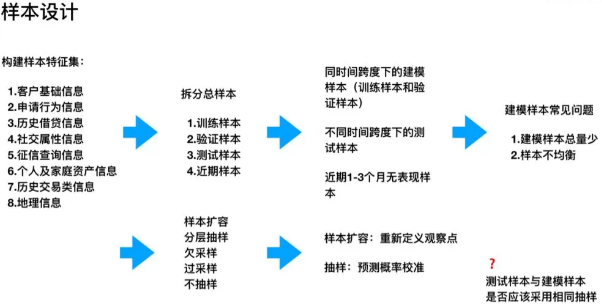 样本设计
构建样本特征集：
1.客户基础信息
2.申请行为信息
3.历史借贷信息
4.社交属性信息
5.征信查询信息
6.个人及家庭资产信息
7.历史交易类信息
8.地理信息
拆分总样本
1.训练样本
2.验证样本
3.测试样本
4.近期样本
同时间跨度下的建模
样本（训练样本和验
证样本）
不同时间跨度下的测
试样本
近期1-3个月无表现样
本
建模样本常见问题
1.建模样本总量少
2.样本不均衡
样本扩容
分层抽样
欠采样
过采样
不抽样
样本扩容：重新定义观察点
抽样：预测概率校准
？
测试样本与建模样本
是否应该采用相同抽样